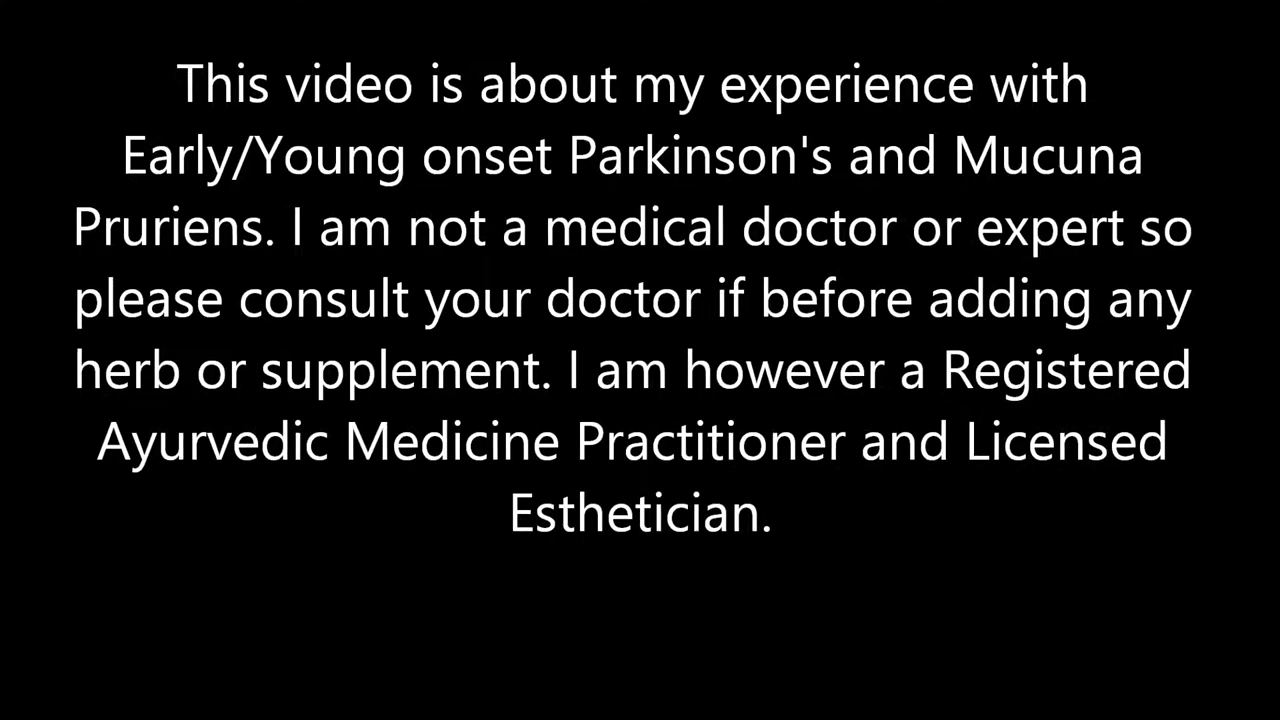 This video is about my experience with
Early/Young onset Parkinson's and Mucuna
Pruriens. I am not a medical doctor or expert so
please consult your doctor if before adding any
herb or supplement. I am however a Registered
Ayurvedic Medicine Practitioner and Licensed
Esthetician.